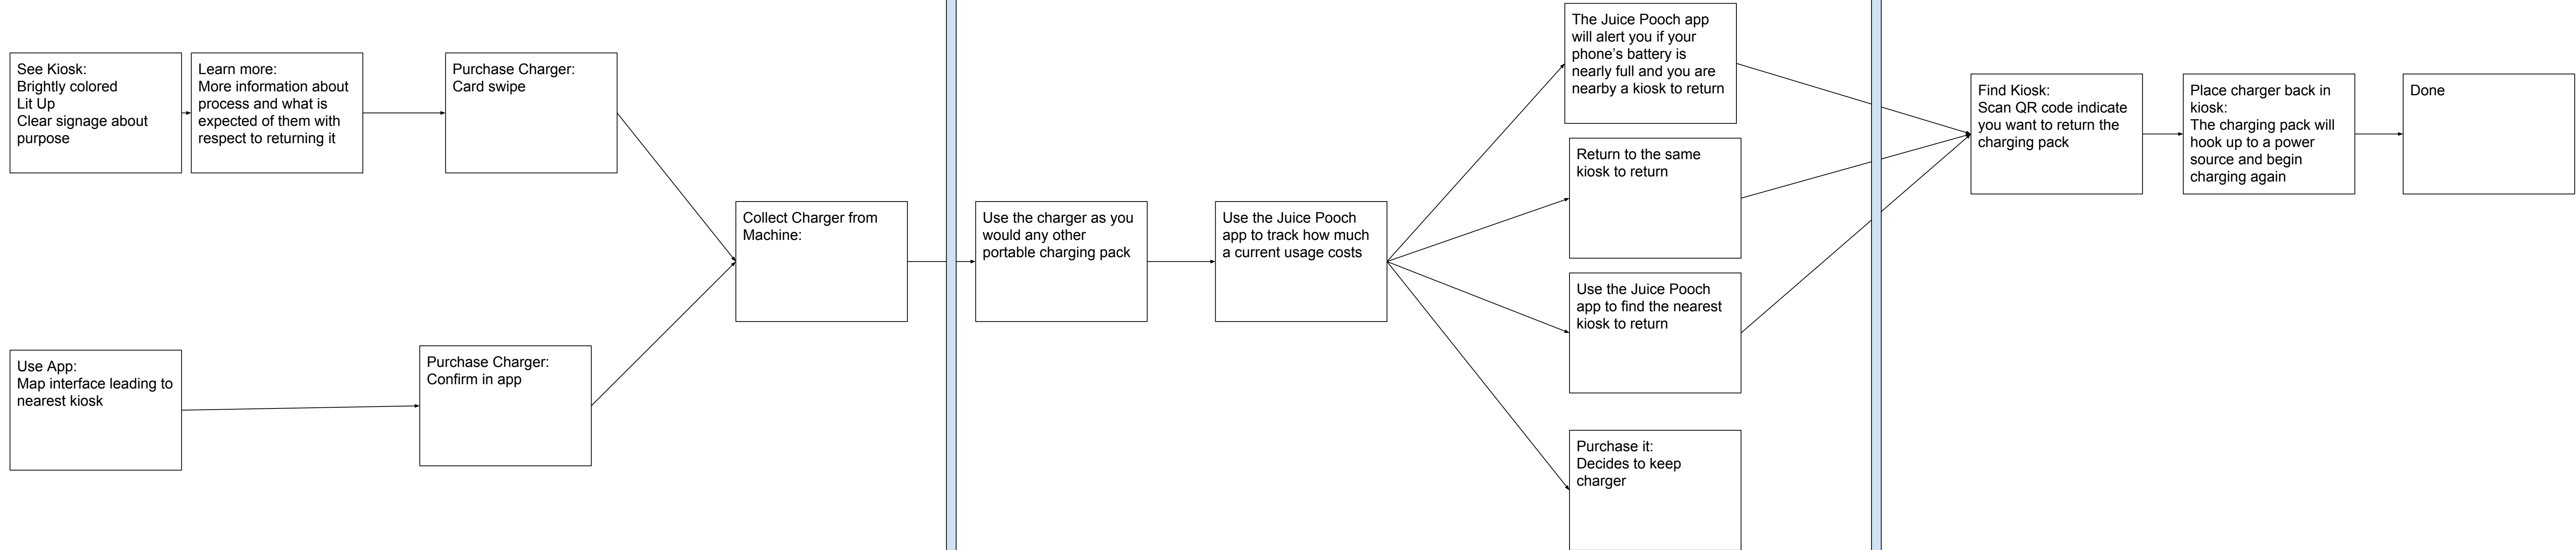 See Kiosk:
Brightly colored
Lit Up
Clear signage about
purpose
Learn more:
More information about
process and what is
expected of them with
respect to returning it
Purchase Charger:
Card swipe
Use App:
Map interface leading to
nearest kiosk
Purchase Charger:
Confirm in app
Collect Charger from
Machine:
Use the charger as you
would any other
portable charging pack
Use the Juice Pooch
app to track how much
a current usage costs
The Juice Pooch app
will alert you if your
phone's battery is
nearly full and you are
nearby a kiosk to return
Return to the same
kiosk to return
Use the Juice Pooch
app to find the nearest
kiosk to return
Purchase it:
Decides to keep
charger
Find Kiosk:
Scan QR code indicate
you want to return the
charging pack
Place charger back in
kiosk:
The charging pack will
hook up to a power
source and begin
charging again
Done